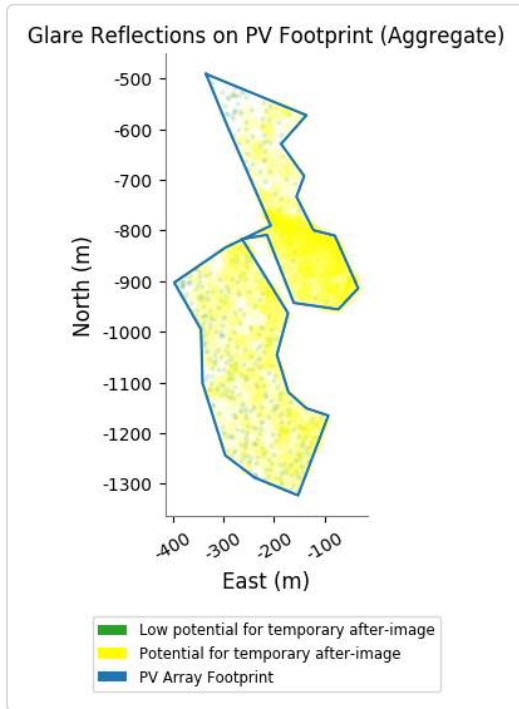 Glare Reflections on PV Footprint (Aggregate)
-500
-600
-700
-800
-900
-1000
-1100
-1200
-1300
North (m)
-400
-300
-200
-100
East (m)
Low potential for temporary after-image
Potential for temporary after-image
PV Array Footprint